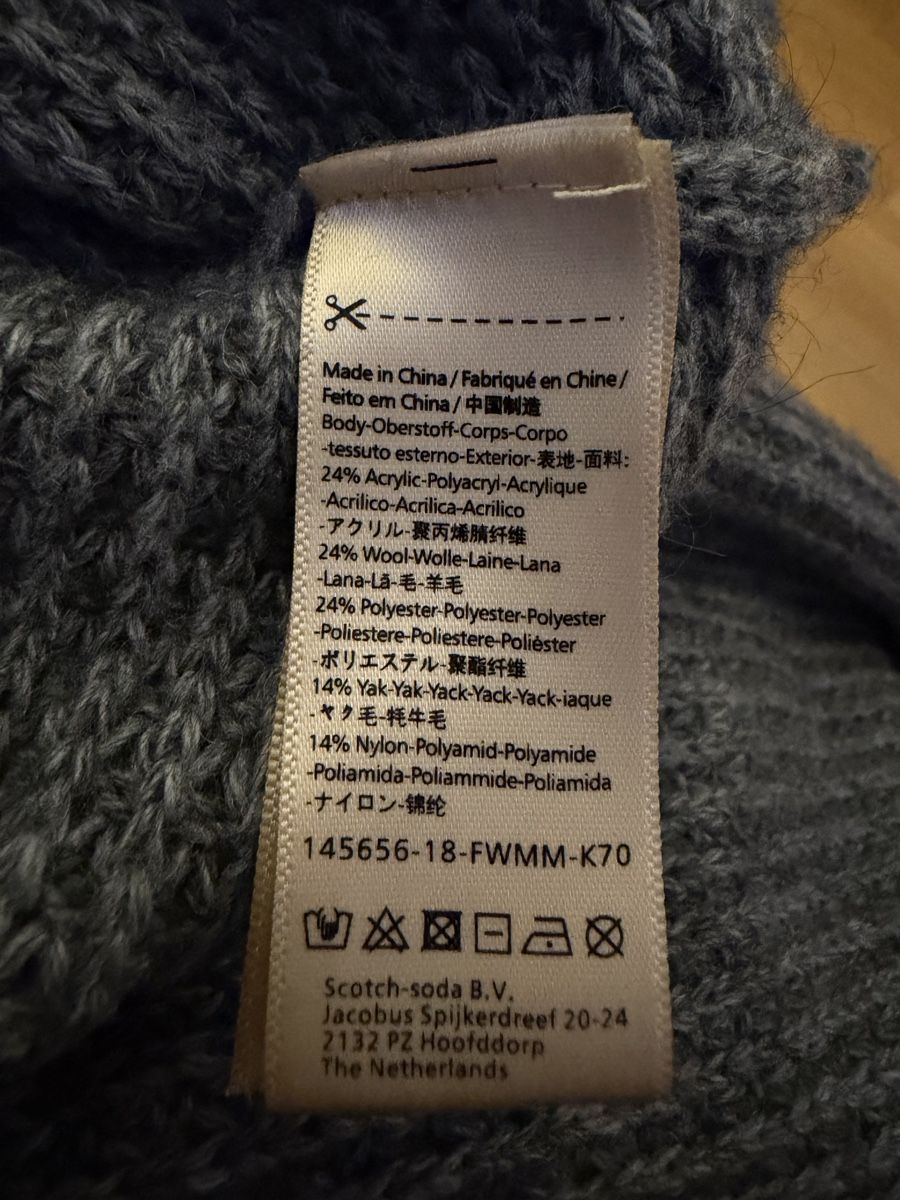 Made in China / Fabriqué en Chine /
Feito em China / 中国制造
Body-Oberstoff-Corps-Corpo
-tessuto esterno-Exterior-表地-面料:
24% Acrylic-Polyacryl-Acrylique
-Acrilico-Acrilica-Acrilico
-アクリル-聚丙烯腈纤维
24% Wool-Wolle-Laine-Lana
-Lana-Lã-毛-羊毛
24% Polyester-Polyester-Polyester
-Poliestere-Poliestere-Poliéster
-ポリエステル-聚酯纤维
14% Yak-Yak-Yack-Yack-Yack-iaque
-ヤク毛-牦牛毛
14% Nylon-Polyamid-Polyamide
-Poliamida-Poliammide-Poliamida
-ナイロン-锦纶
145656-18-FWMM-K70
Scotch-soda B.V.
Jacobus Spijkerdreef 20-24
2132 PZ Hoofddorp
The Netherlands